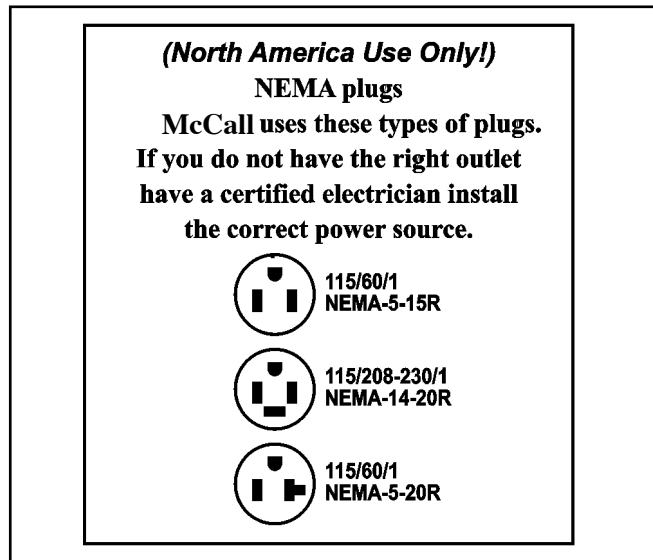 (North America Use Only!)
NEMA plugs
McCall uses these types of plugs.
If you do not have the right outlet
have a certified electrician install
the correct power source.
115/60/1
NEMA-5-15R
115/208-230/1
NEMA-14-20R
115/60/1
NEMA-5-20R